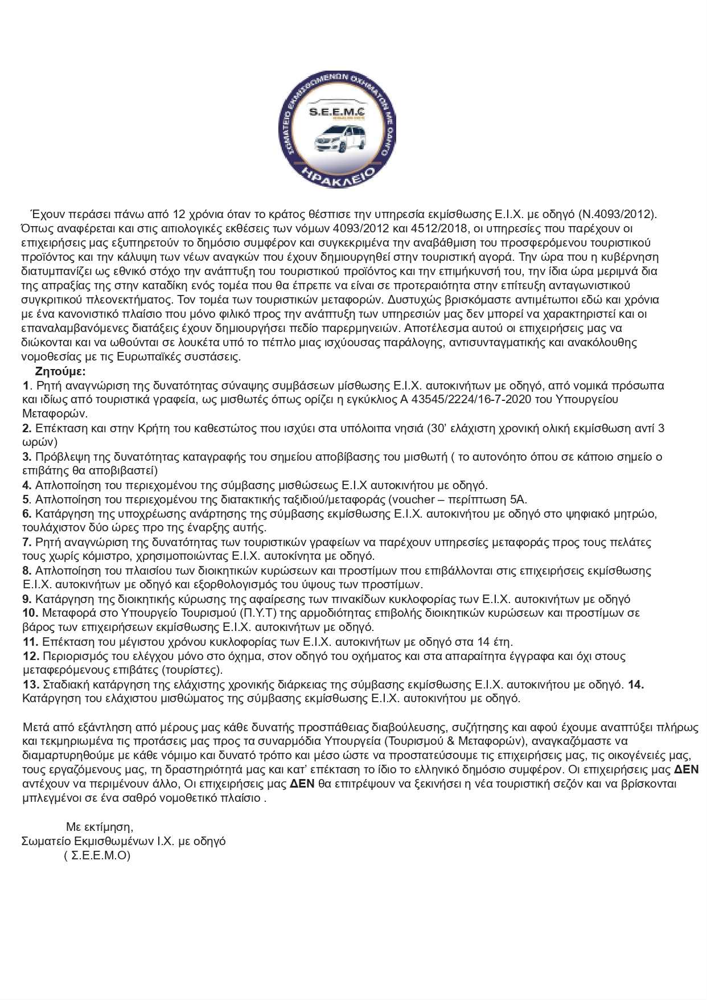 ΣΩΜΑΤΕΙΟ ΕΚΜΙΣΘΩΜΕΝΩΝ ΟΧΗΜΑΤΩΝ ΜΕ ΟΔΗΓΟ
S.E.E.M.C
ΗΡΑΚΛΕΙΟ
Έχουν περάσει πάνω από 12 χρόνια όταν το κράτος θέσπισε την υπηρεσία εκμίσθωσης Ε.Ι.Χ. με οδηγό (Ν.4093/2012).
Όπως αναφέρεται και στις αιτιολογικές εκθέσεις των νόμων 4093/2012 και 4512/2018, οι υπηρεσίες που παρέχουν οι
επιχειρήσεις μας εξυπηρετούν το δημόσιο συμφέρον και συγκεκριμένα την αναβάθμιση του προσφερόμενου τουριστικού
προϊόντος και την κάλυψη των νέων αναγκών που έχουν δημιουργηθεί στην τουριστική αγορά. Την ώρα που η κυβέρνηση
διατυμπανίζει ως εθνικό στόχο την ανάπτυξη του τουριστικού προϊόντος και την επιμήκυνσή του, την ίδια ώρα μεριμνά δια
της απραξίας της στην καταδίκη ενός τομέα που θα έπρεπε να είναι σε προτεραιότητα στην επίτευξη ανταγωνιστικού
συγκριτικού πλεονεκτήματος. Τον τομέα των τουριστικών μεταφορών. Δυστυχώς βρισκόμαστε αντιμέτωποι εδώ και χρόνια
με ένα κανονιστικό πλαίσιο που μόνο φιλικό προς την ανάπτυξη των υπηρεσιών μας δεν μπορεί να χαρακτηριστεί και οι
επαναλαμβανόμενες διατάξεις έχουν δημιουργήσει πεδίο παρερμηνειών. Αποτέλεσμα αυτού οι επιχειρήσεις μας να
διώκονται και να ωθούνται σε λουκέτα υπό το πέπλο μιας ισχύουσας παράλογης, αντισυνταγματικής και ανακόλουθης
νομοθεσίας με τις Ευρωπαϊκές συστάσεις.
Ζητούμε:
1. Ρητή αναγνώριση της δυνατότητας σύναψης συμβάσεων μίσθωσης Ε.Ι.Χ. αυτοκινήτων με οδηγό, από νομικά πρόσωπα
και ιδίως από τουριστικά γραφεία, ως μισθωτές όπως ορίζει η εγκύκλιος Α 43545/2224/16-7-2020 του Υπουργείου
Μεταφορών.
2. Επέκταση και στην Κρήτη του καθεστώτος που ισχύει στα υπόλοιπα νησιά (30’ ελάχιστη χρονική ολική εκμίσθωση αντί 3
ωρών)
3. Πρόβλεψη της δυνατότητας καταγραφής του σημείου αποβίβασης του μισθωτή ( το αυτονόητο όπου σε κάποιο σημείο ο
επιβάτης θα αποβιβαστεί)
4. Απλοποίηση του περιεχομένου της σύμβασης μισθώσεως Ε.Ι.Χ αυτοκινήτου με οδηγό.
5. Απλοποίηση του περιεχομένου της διατακτικής ταξιδιού/μεταφοράς (voucher – περίπτωση 5Α.
6. Κατάργηση της υποχρέωσης ανάρτησης της σύμβασης εκμίσθωσης Ε.Ι.Χ. αυτοκινήτου με οδηγό στο ψηφιακό μητρώο,
τουλάχιστον δύο ώρες προ της έναρξης αυτής.
7. Ρητή αναγνώριση της δυνατότητας των τουριστικών γραφείων να παρέχουν υπηρεσίες μεταφοράς προς τους πελάτες
τους χωρίς κόμιστρο, χρησιμοποιώντας Ε.Ι.Χ. αυτοκίνητα με οδηγό.
8. Απλοποίηση του πλαισίου των διοικητικών κυρώσεων και προστίμων που επιβάλλονται στις επιχειρήσεις εκμίσθωσης
Ε.Ι.Χ. αυτοκινήτων με οδηγό και εξορθολογισμός του ύψους των προστίμων.
9. Κατάργηση της διοικητικής κύρωσης της αφαίρεσης των πινακίδων κυκλοφορίας των Ε.Ι.Χ. αυτοκινήτων με οδηγό
10. Μεταφορά στο Υπουργείο Τουρισμού (Π.Υ.Τ) της αρμοδιότητας επιβολής διοικητικών κυρώσεων και προστίμων σε
βάρος των επιχειρήσεων εκμίσθωσης Ε.Ι.Χ. αυτοκινήτων με οδηγό.
11. Επέκταση του μέγιστου χρόνου κυκλοφορίας των Ε.Ι.Χ. αυτοκινήτων με οδηγό στα 14 έτη.
12. Περιορισμός του ελέγχου μόνο στο όχημα, στον οδηγό του οχήματος και στα απαραίτητα έγγραφα και όχι στους
μεταφερόμενους επιβάτες (τουρίστες).
13. Σταδιακή κατάργηση της ελάχιστης χρονικής διάρκειας της σύμβασης εκμίσθωσης Ε.Ι.Χ. αυτοκινήτου με οδηγό. 14.
Κατάργηση του ελάχιστου μισθώματος της σύμβασης εκμίσθωσης Ε.Ι.Χ. αυτοκινήτου με οδηγό.
Μετά από εξάντληση από μέρους μας κάθε δυνατής προσπάθειας διαβούλευσης, συζήτησης και αφού έχουμε αναπτύξει πλήρως
και τεκμηριωμένα τις προτάσεις μας προς τα συναρμόδια Υπουργεία (Τουρισμού & Μεταφορών), αναγκαζόμαστε να
διαμαρτυρηθούμε με κάθε νόμιμο και δυνατό τρόπο και μέσο ώστε να προστατεύσουμε τις επιχειρήσεις μας, τις οικογένειές μας,
τους εργαζόμενους μας, τη δραστηριότητά μας και κατ’ επέκταση το ίδιο το ελληνικό δημόσιο συμφέρον. Οι επιχειρήσεις μας ΔΕΝ
αντέχουν να περιμένουν άλλο, Οι επιχειρήσεις μας ΔΕΝ θα επιτρέψουν να ξεκινήσει η νέα τουριστική σεζόν και να βρίσκονται
μπλεγμένοι σε ένα σαθρό νομοθετικό πλαίσιο .
Με εκτίμηση,
Σωματείο Εκμισθωμένων Ι.Χ. με οδηγό
( Σ.Ε.Ε.Μ.Ο)